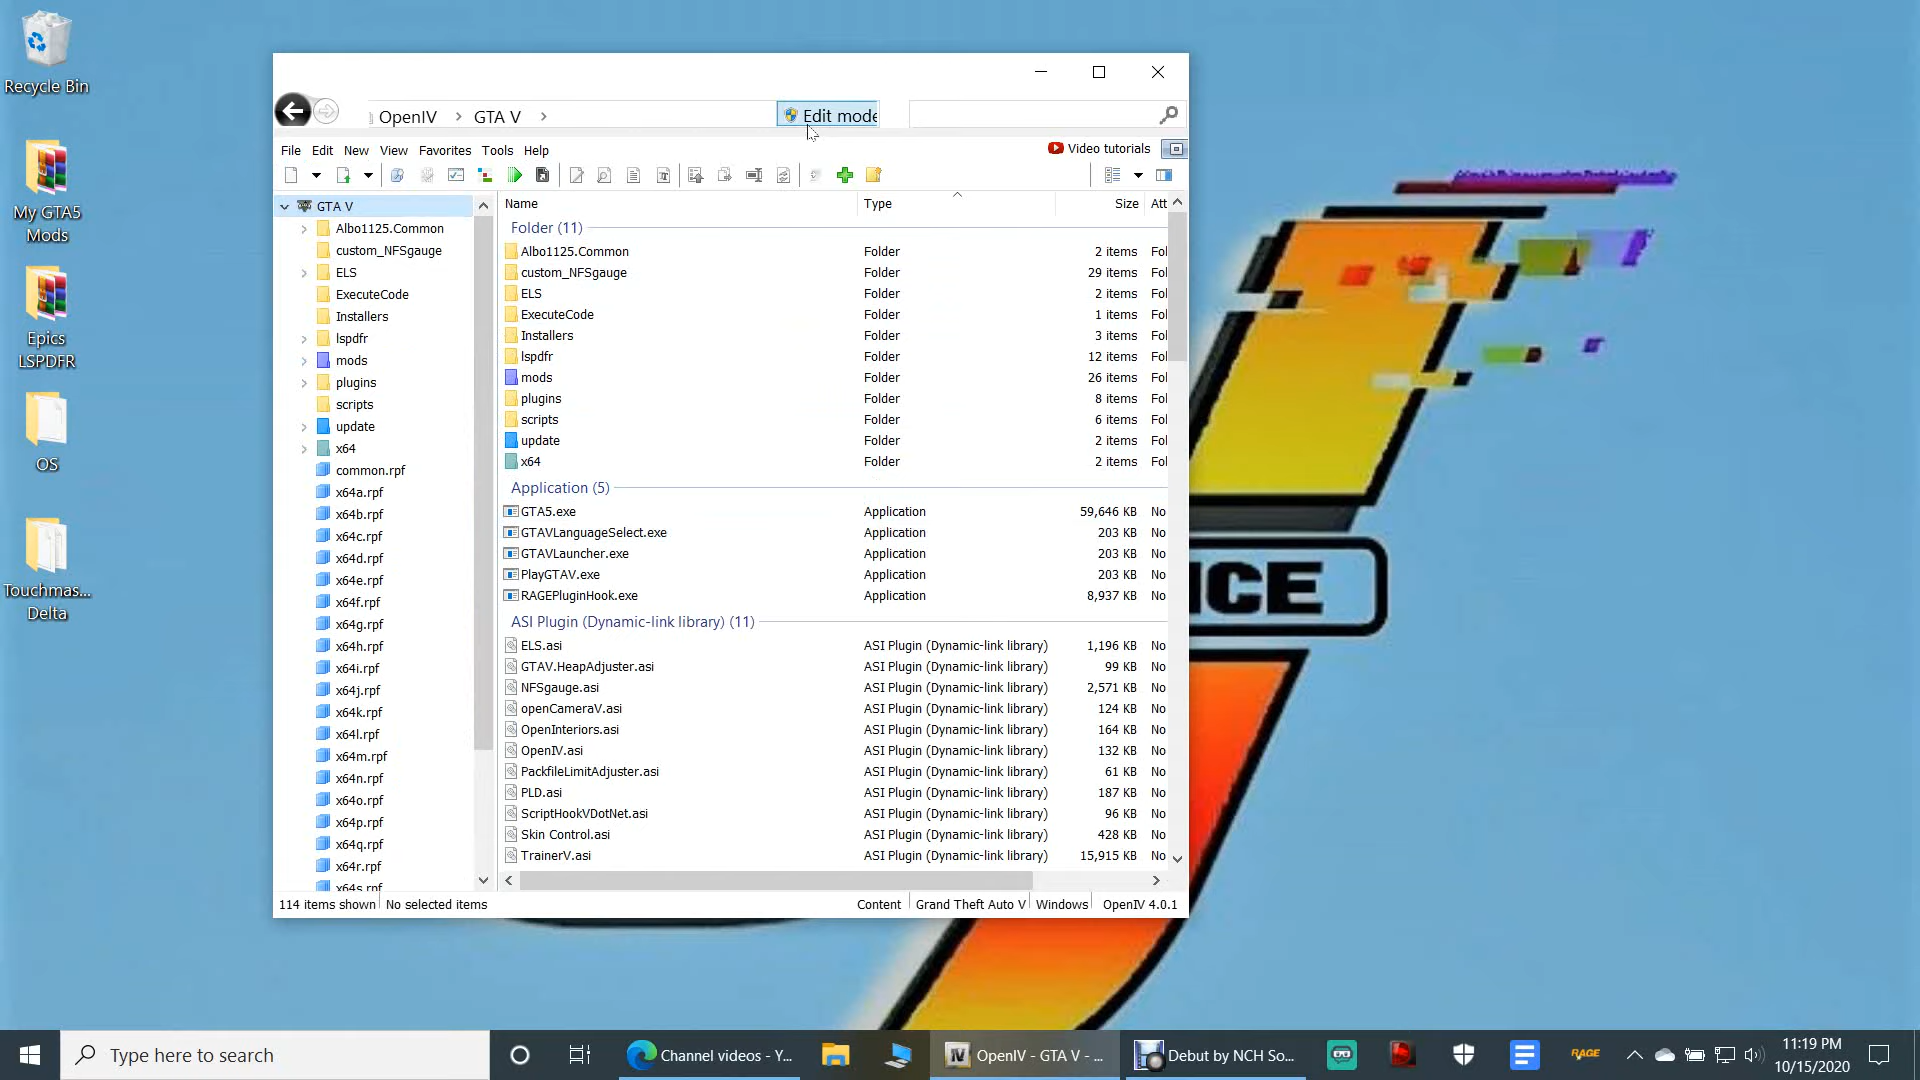 Recycle Bin
My GTA5
Mods
Epics
LSPDFR
OS
Touchmas...
Delta
OpenIV > GTA V >
Edit mode
File Edit New View Favorites Tools Help
Video tutorials
GTA V
Albo1125.Common
custom_NFSgauge
ELS
ExecuteCode
Installers
lspdfr
mods
plugins
scripts
update
x64
common.rpf
x64a.rpf
x64b.rpf
x64c.rpf
x64d.rpf
x64e.rpf
x64f.rpf
x64g.rpf
x64h.rpf
x64i.rpf
x64j.rpf
x64k.rpf
x64l.rpf
x64m.rpf
x64n.rpf
x64o.rpf
x64p.rpf
x64q.rpf
x64r.rpf
x64s.rpf
Name Type Size Att
Folder (11)
Albo1125.Common Folder 2 items Fol
custom_NFSgauge Folder 29 items Fol
ELS Folder 2 items Fol
ExecuteCode Folder 1 items Fol
Installers Folder 3 items Fol
lspdfr Folder 12 items Fol
mods Folder 26 items Fol
plugins Folder 8 items Fol
scripts Folder 6 items Fol
update Folder 2 items Fol
x64 Folder 2 items Fol
Application (5)
GTA5.exe Application 59,646 KB No
GTAVLanguageSelect.exe Application 203 KB No
GTAVLauncher.exe Application 203 KB No
PlayGTAV.exe Application 203 KB No
RAGEPluginHook.exe Application 8,937 KB No
ASI Plugin (Dynamic-link library) (11)
ELS.asi ASI Plugin (Dynamic-link library) 1,196 KB No
GTAV.HeapAdjuster.asi ASI Plugin (Dynamic-link library) 99 KB No
NFSgauge.asi ASI Plugin (Dynamic-link library) 2,571 KB No
openCameraV.asi ASI Plugin (Dynamic-link library) 124 KB No
OpenInteriors.asi ASI Plugin (Dynamic-link library) 164 KB No
OpenIV.asi ASI Plugin (Dynamic-link library) 132 KB No
PackfileLimitAdjuster.asi ASI Plugin (Dynamic-link library) 61 KB No
PLD.asi ASI Plugin (Dynamic-link library) 187 KB No
ScriptHookVDotNet.asi ASI Plugin (Dynamic-link library) 96 KB No
Skin Control.asi ASI Plugin (Dynamic-link library) 428 KB No
TrainerV.asi ASI Plugin (Dynamic-link library) 15,915 KB No
114 items shown No selected items Content Grand Theft Auto V Windows OpenIV 4.0.1
ICE
Type here to search
Channel videos - Y...
OpenIV - GTA V - ...
Debut by NCH So...
RAGE
11:19 PM
10/15/2020